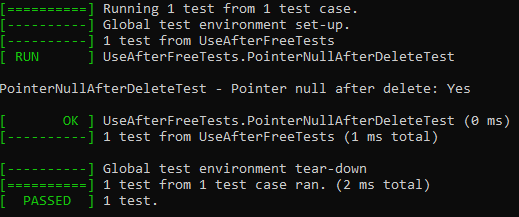 [==========] Running 1 test from 1 test case.
[----------] Global test environment set-up.
[----------] 1 test from UseAfterFreeTests
[ RUN      ] UseAfterFreeTests.PointerNullAfterDeleteTest
PointerNullAfterDeleteTest - Pointer null after delete: Yes
[       OK ] UseAfterFreeTests.PointerNullAfterDeleteTest (0 ms)
[----------] 1 test from UseAfterFreeTests (1 ms total)
[----------] Global test environment tear-down
[==========] 1 test from 1 test case ran. (2 ms total)
[  PASSED  ] 1 test.